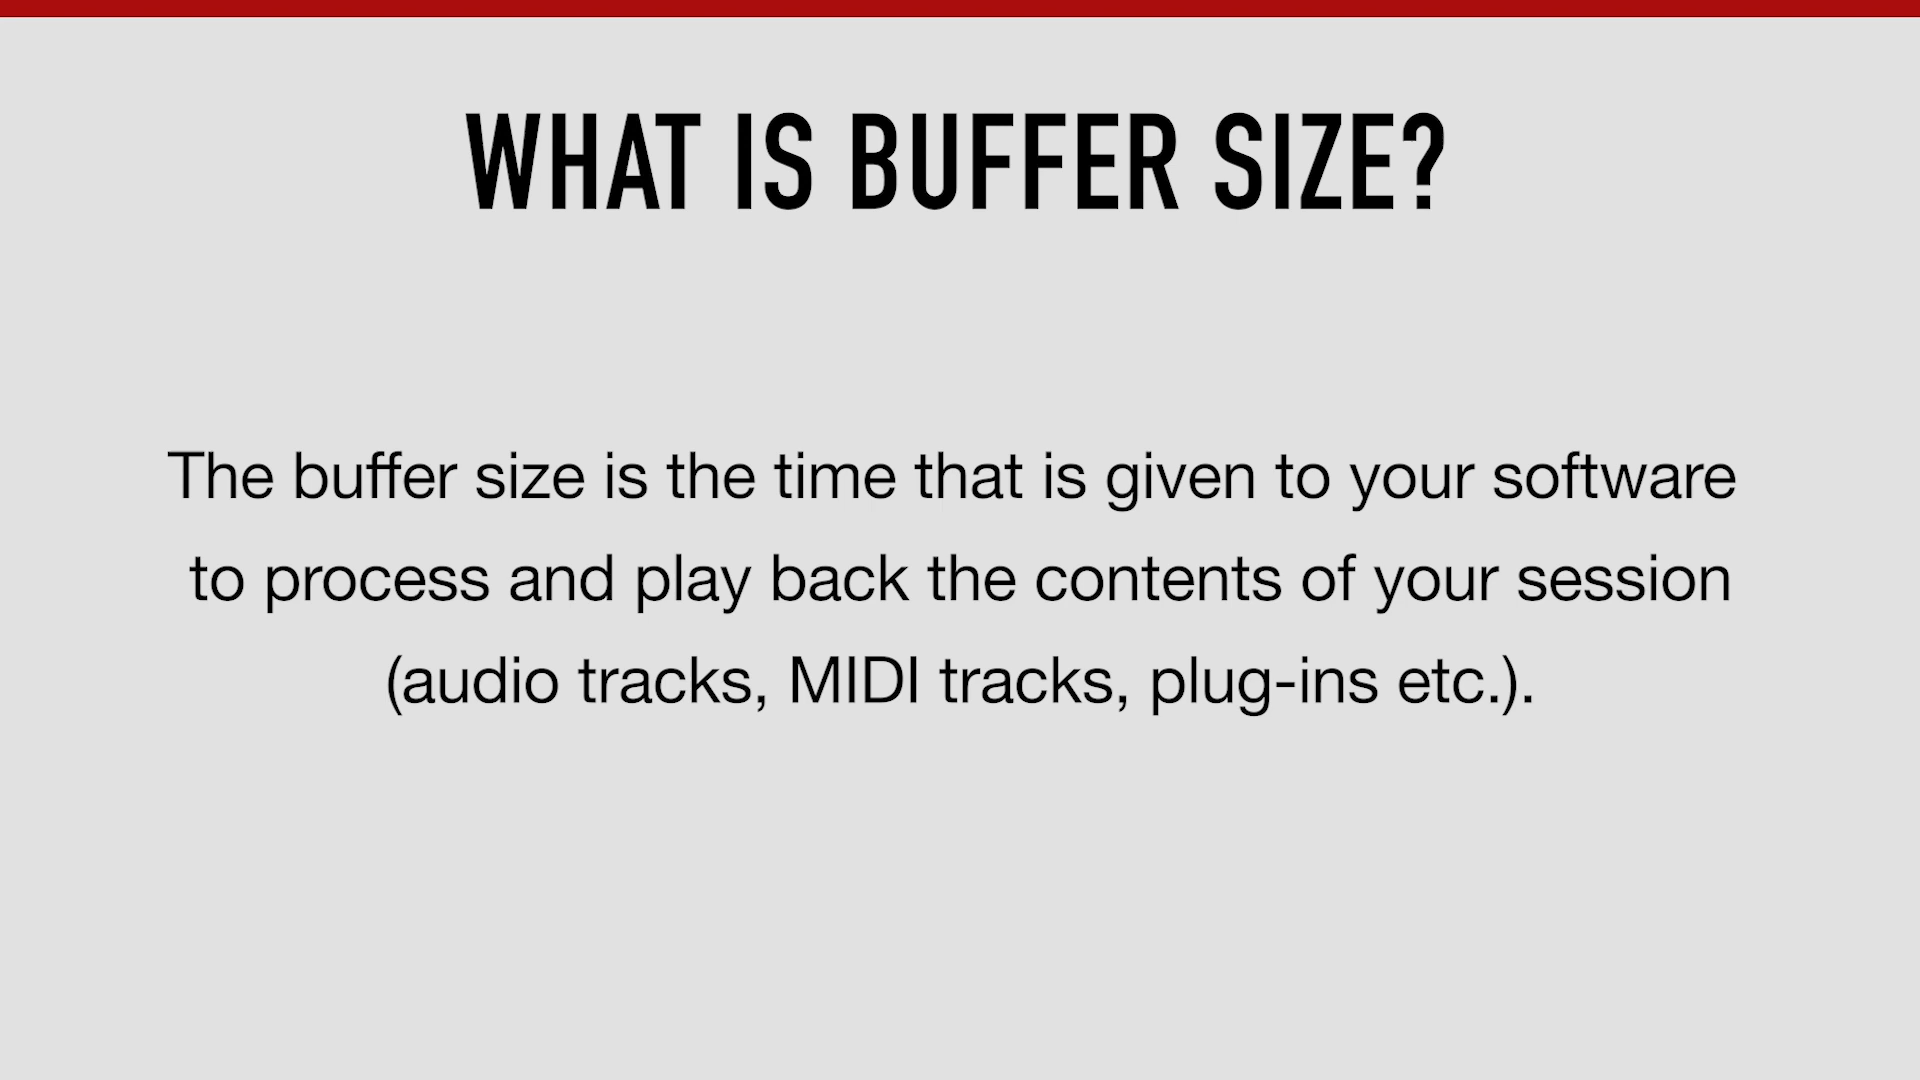 WHAT IS BUFFER SIZE?
The buffer size is the time that is given to your software
to process and play back the contents of your session
(audio tracks, MIDI tracks, plug-ins etc.).